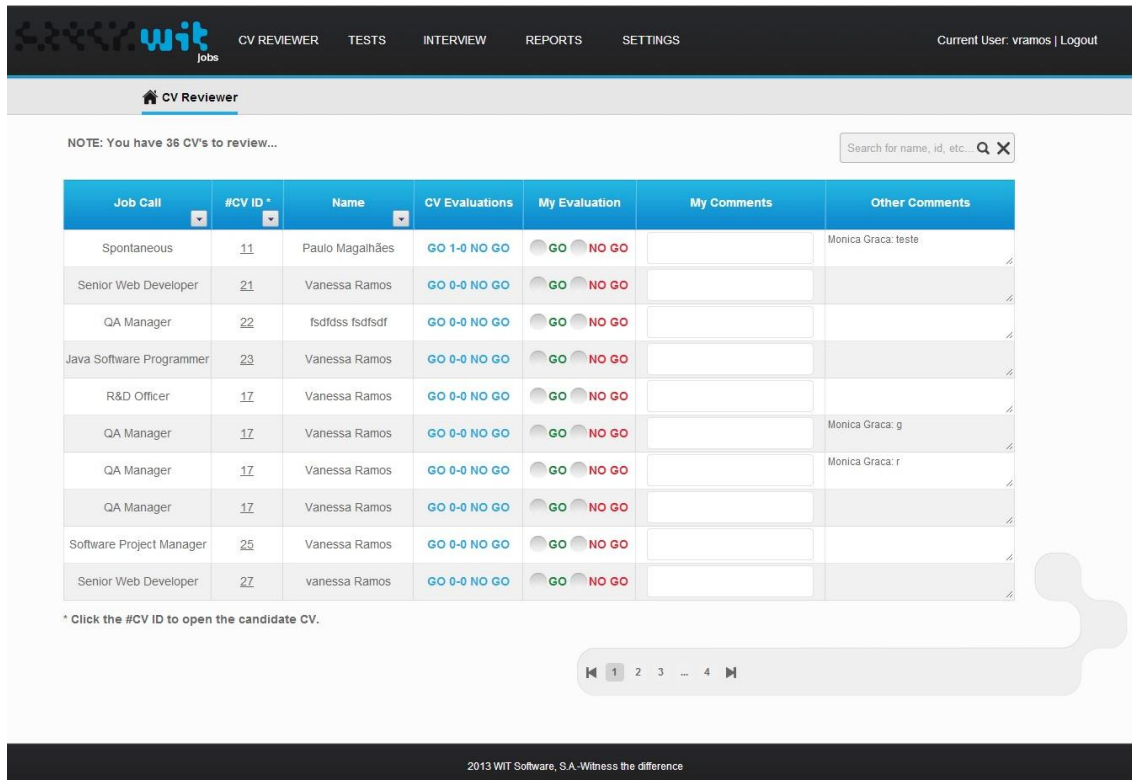 wit
jobs
CV REVIEWER TESTS INTERVIEW REPORTS SETTINGS Current User: vramos | Logout
CV Reviewer
NOTE: You have 36 CV's to review...
Search for name, id, etc...
Job Call #CV ID * Name CV Evaluations My Evaluation My Comments Other Comments
Spontaneous 11 Paulo Magalhães GO 1-0 NO GO GO NO GO Monica Graca: teste
Senior Web Developer 21 Vanessa Ramos GO 0-0 NO GO GO NO GO
QA Manager 22 fsdfdss fsdfsdf GO 0-0 NO GO GO NO GO
Java Software Programmer 23 Vanessa Ramos GO 0-0 NO GO GO NO GO
R&D Officer 17 Vanessa Ramos GO 0-0 NO GO GO NO GO
QA Manager 17 Vanessa Ramos GO 0-0 NO GO GO NO GO Monica Graca: g
QA Manager 17 Vanessa Ramos GO 0-0 NO GO GO NO GO Monica Graca: r
QA Manager 17 Vanessa Ramos GO 0-0 NO GO GO NO GO
Software Project Manager 25 Vanessa Ramos GO 0-0 NO GO GO NO GO
Senior Web Developer 27 vanessa Ramos GO 0-0 NO GO GO NO GO
* Click the #CV ID to open the candidate CV.
1 2 3 ... 4
2013 WIT Software, S.A.-Witness the difference